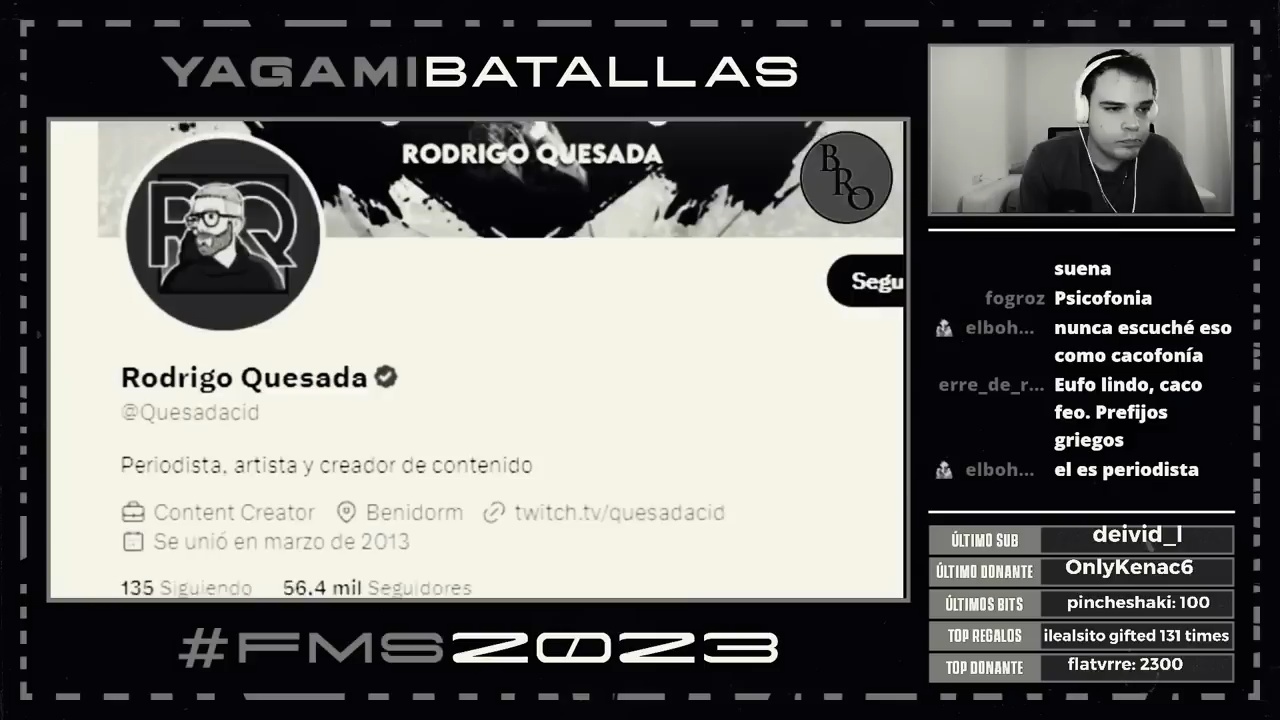 YAGAMIBATALLAS
RODRIGO QUESADA
BRO
RQ
Segu
Rodrigo Quesada
@Quesadacid
Periodista, artista y creador de contenido
Content Creator Benidorm twitch.tv/quesadacid
Se unió en marzo de 2013
135 Siguiendo 56.4 mil Seguidores
#FMS2023
suena
fogroz Psicofonia
elboh... nunca escuché eso
como cacofonía
erre_de_r... Eufo lindo, caco
feo. Prefijos
griegos
elboh... el es periodista
ÚLTIMO SUB deivid_l
ÚLTIMO DONANTE OnlyKenac6
ÚLTIMOS BITS pincheshaki: 100
TOP REGALOS ilealsito gifted 131 times
TOP DONANTE flatvrre: 2300